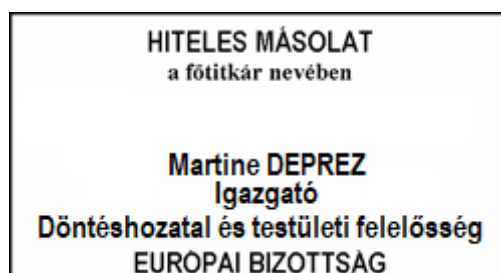 HITELES MÁSOLAT
a főtitkár nevében
Martine DEPREZ
Igazgató
Döntéshozatal és testületi felelősség
EURÓPAI BIZOTTSÁG